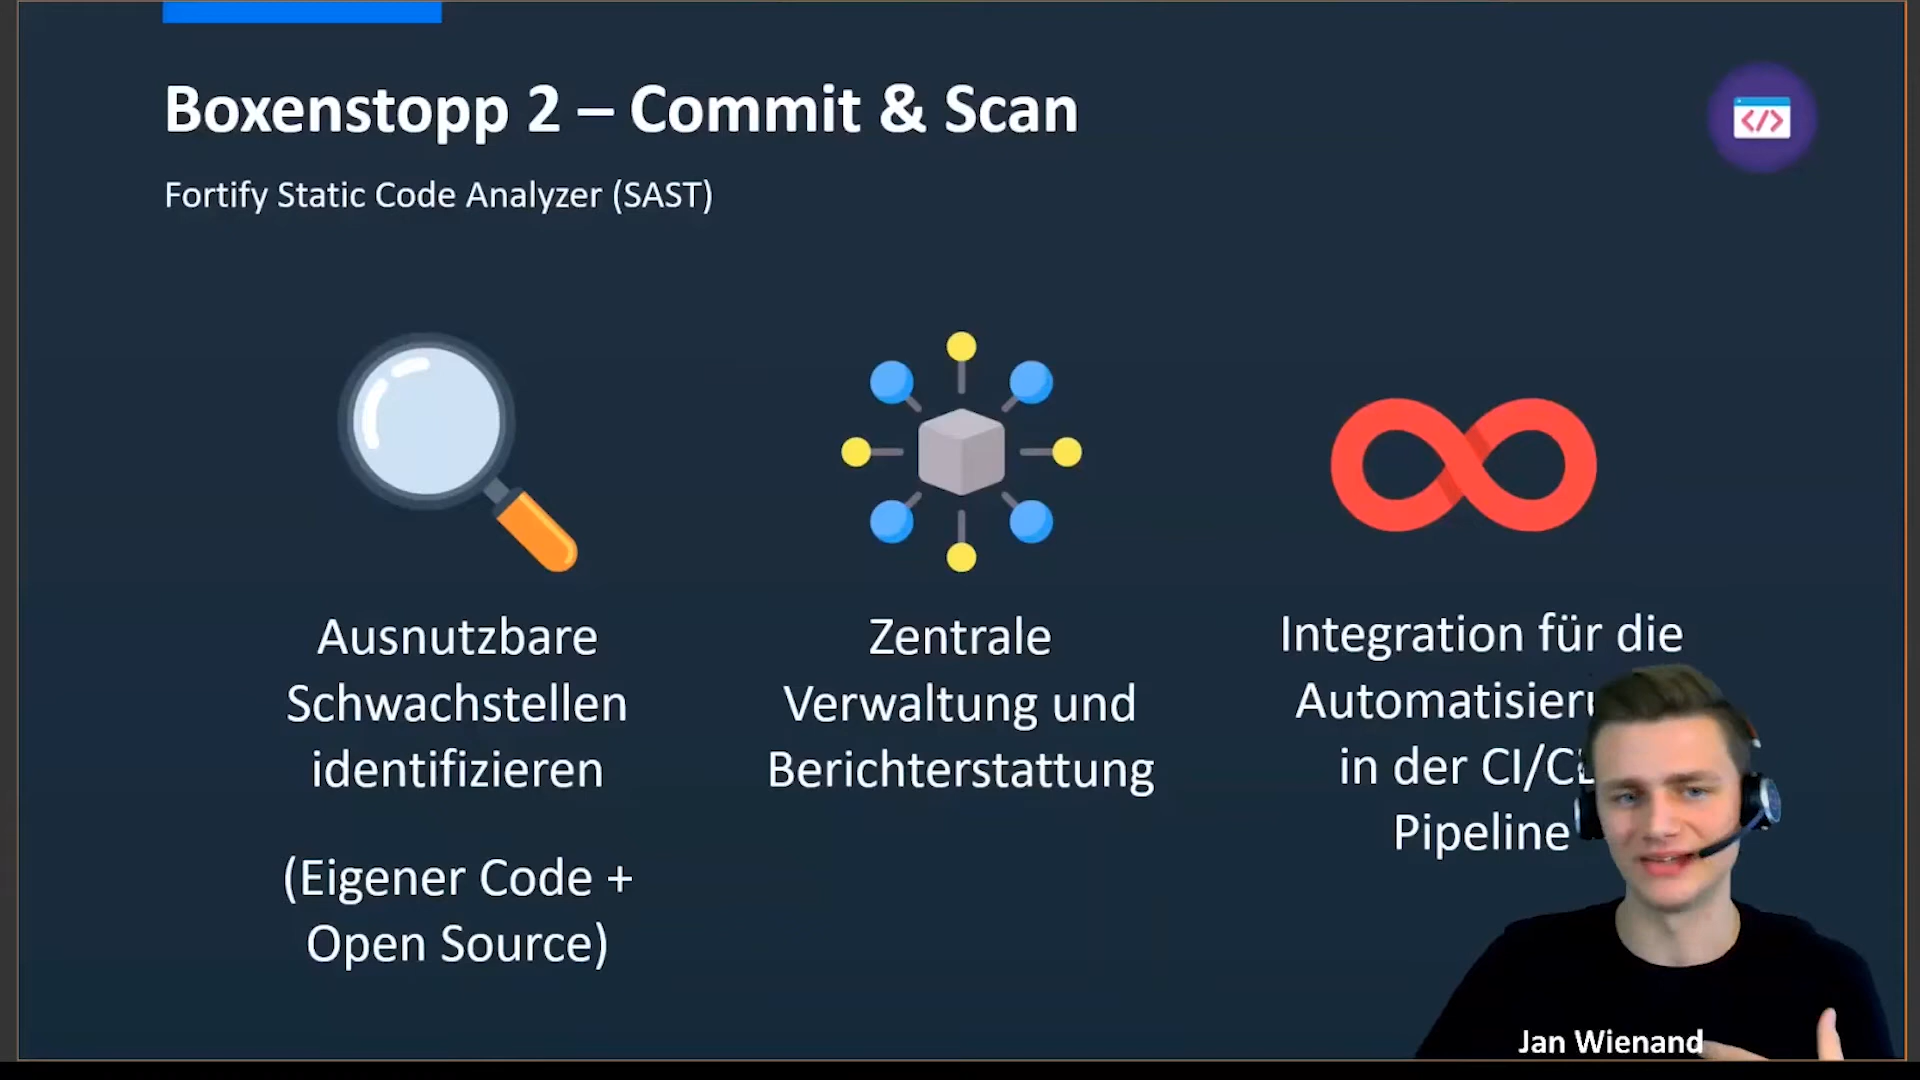 Boxenstopp 2 – Commit & Scan
Fortify Static Code Analyzer (SAST)
</>
Ausnutzbare
Schwachstellen
identifizieren
(Eigener Code +
Open Source)
Zentrale
Verwaltung und
Berichterstattung
Integration für die
in der
Pipeline
Jan Wienand